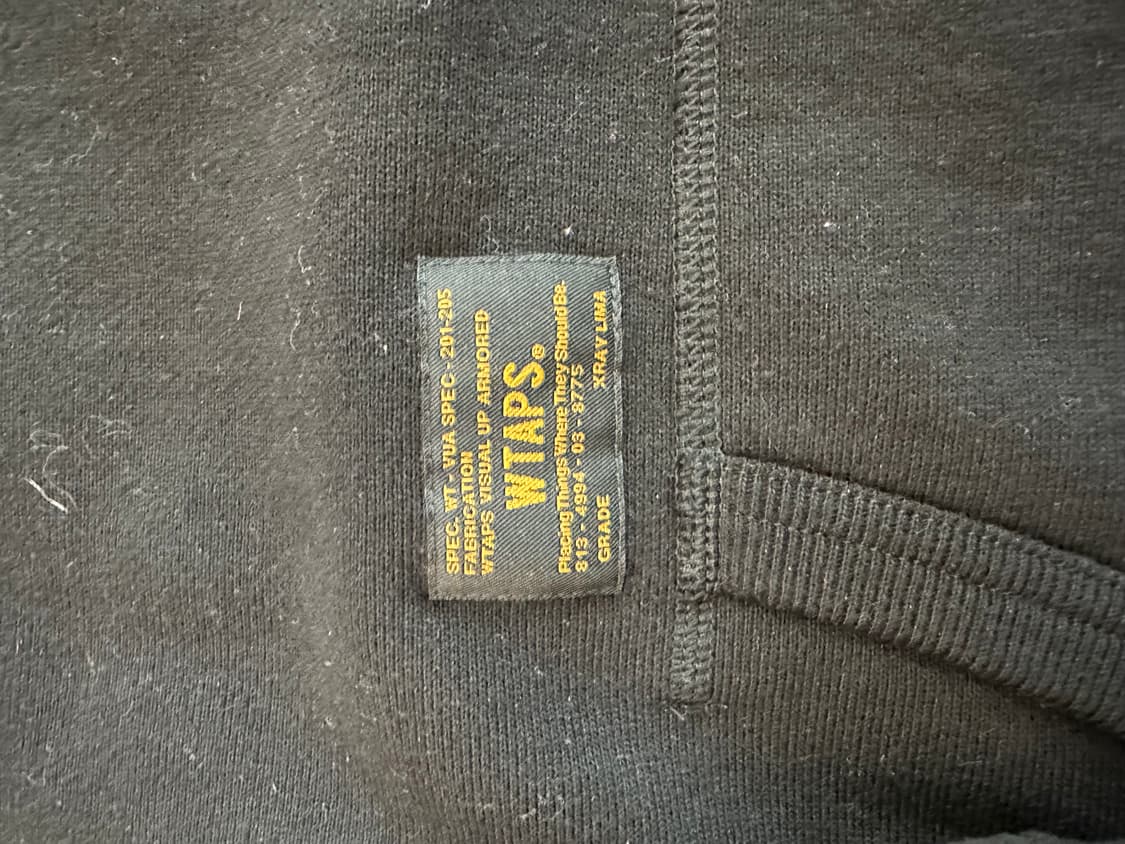 SPEC. WT - VUA SPEC - 201-205
FABRICATION
WTAPS VISUAL UP ARMORED
WTAPS.®
Placing Things Where They Should Be.
813 - 4994 - 03 - 8775
GRADE XRAY LIMA